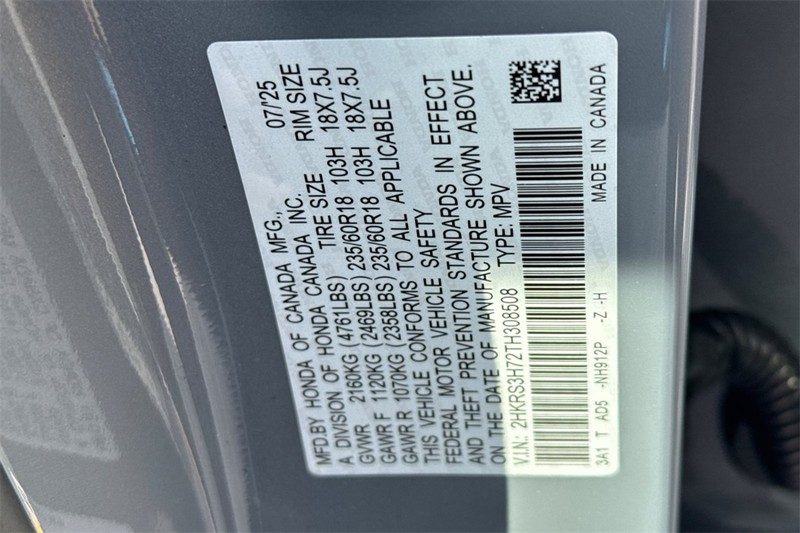 MFD.BY HONDA OF CANADA MFG., 07/'25
A DIVISION OF HONDA CANADA INC.
TIRE SIZE RIM SIZE
GVWR 2160KG (4761LBS)
GAWR F 1120KG (2469LBS) 235/60R18 103H 18X7.5J
GAWR R 1070KG (2358LBS) 235/60R18 103H 18X7.5J
THIS VEHICLE CONFORMS TO ALL APPLICABLE
FEDERAL MOTOR VEHICLE SAFETY
AND THEFT PREVENTION STANDARDS IN EFFECT
ON THE DATE OF MANUFACTURE SHOWN ABOVE.
V.I.N.: 2HKRS3H72TH308508 TYPE: MPV
3A1 T AD5 -NH912P -Z -H MADE IN CANADA